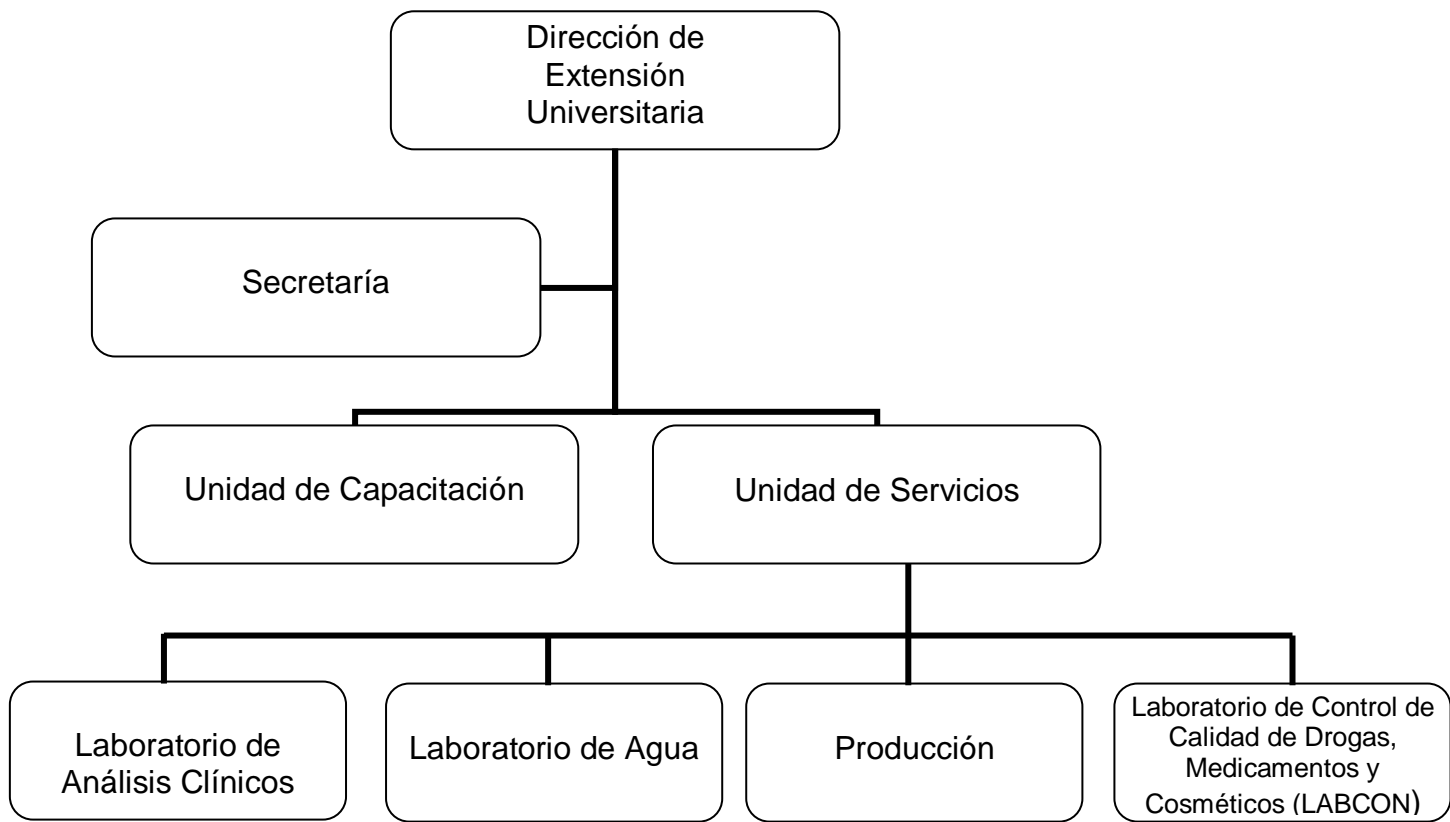 Dirección de
Extensión
Universitaria
Secretaría
Unidad de Capacitación
Unidad de Servicios
Laboratorio de
Análisis Clínicos
Laboratorio de Agua
Producción
Laboratorio de Control de
Calidad de Drogas,
Medicamentos y
Cosméticos (LABCON)